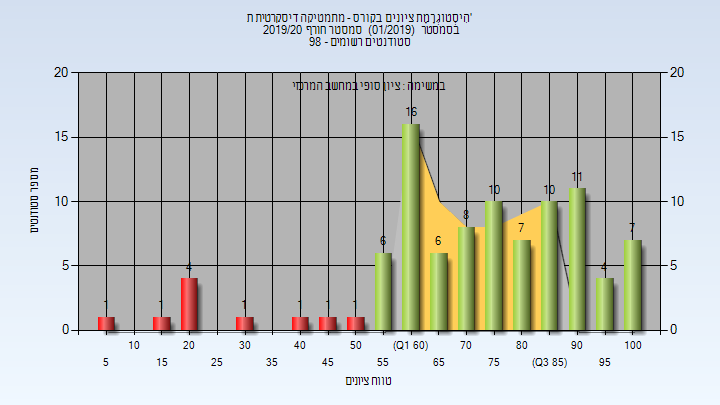 היסטוגרמת ציונים בקורס - מתמטיקה דיסקרטית ת'
בסמסטר (01/2019) סמסטר חורף 2019/20
סטודנטים רשומים - 98
במשימה : ציון סופי במחשב המרכזי
מספר סטודנטים
20 20
15 15
10 10
5 5
0 0
1 1 4 1 1 1 1 6 16 6 8 10 7 10 11 4 7
10 20 30 40 50 (Q1 60) 70 80 90 100
5 15 25 35 45 55 65 75 (Q3 85) 95
טווח ציונים